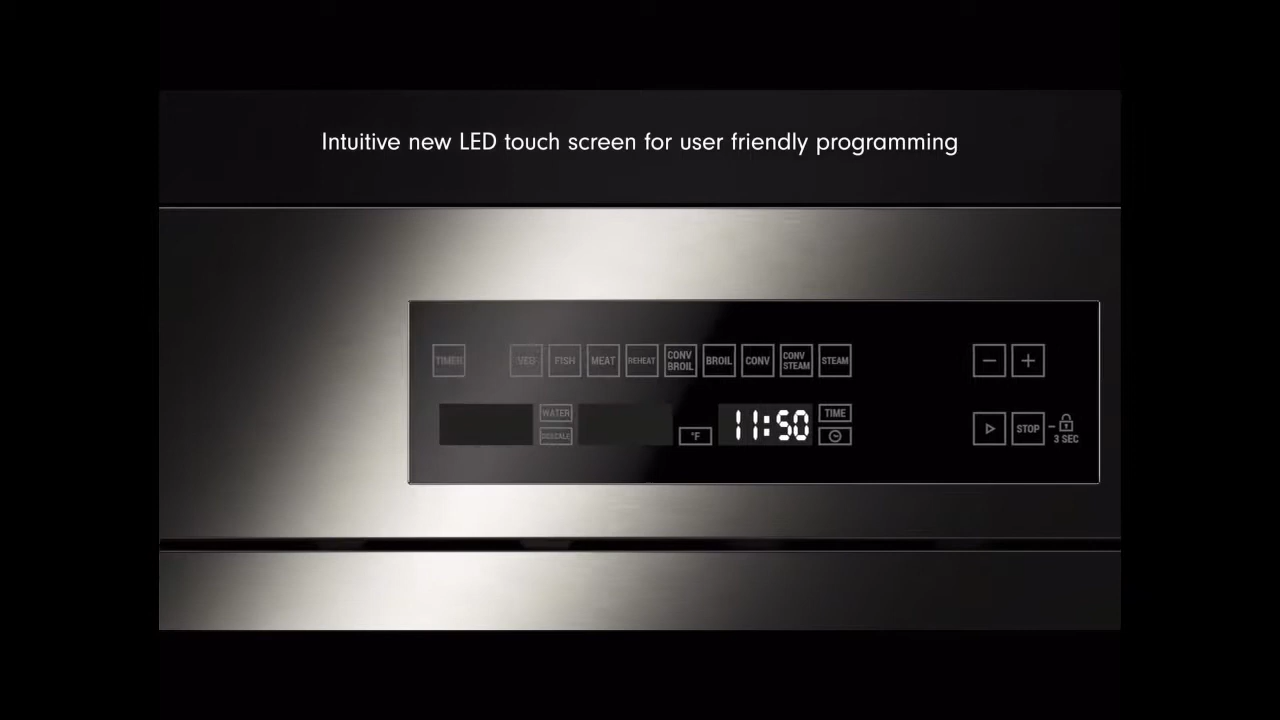 Intuitive new LED touch screen for user friendly programming
TIMER VEG FISH MEAT REHEAT CONV BROIL BROIL CONV CONV STEAM STEAM − +
WATER 11:50 TIME
DESCALE °F STOP – 3 SEC